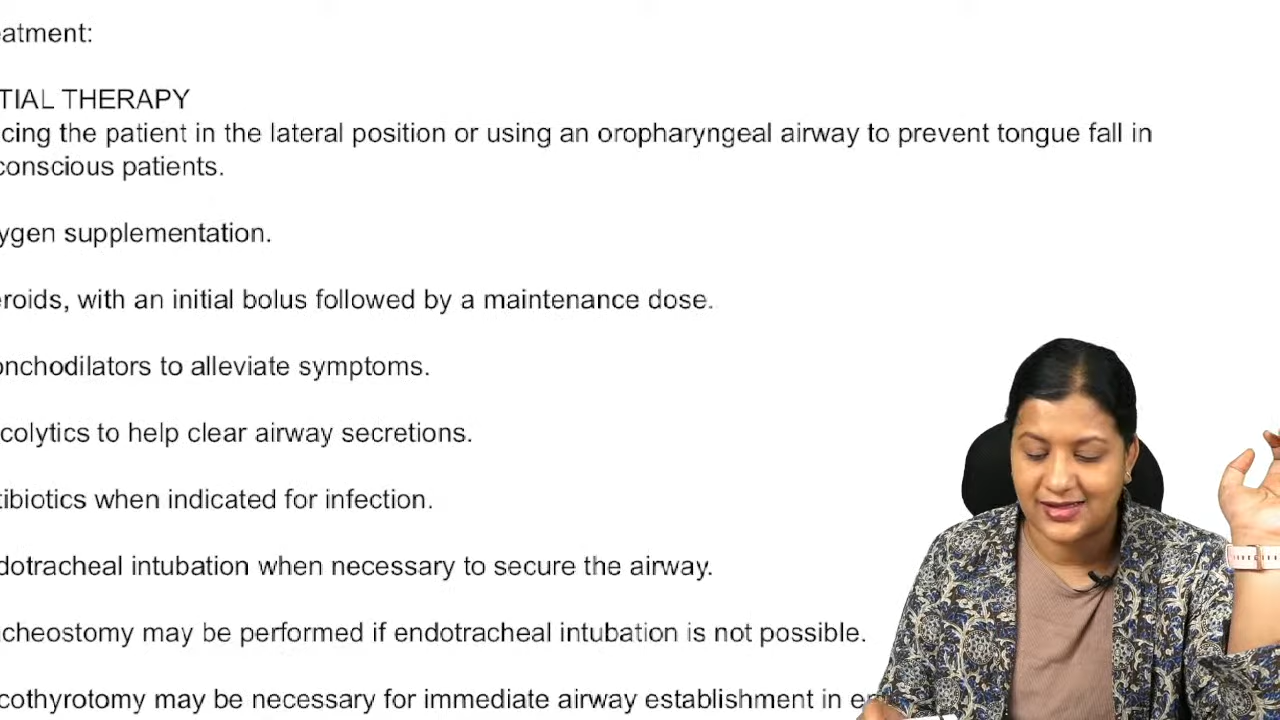 eatment:
TIAL THERAPY
cing the patient in the lateral position or using an oropharyngeal airway to prevent tongue fall in
conscious patients.
ygen supplementation.
eroids, with an initial bolus followed by a maintenance dose.
onchodilators to alleviate symptoms.
colytics to help clear airway secretions.
tibiotics when indicated for infection.
dotracheal intubation when necessary to secure the airway.
cheostomy may be performed if endotracheal intubation is not possible.
cothyrotomy may be necessary for immediate airway establishment in e